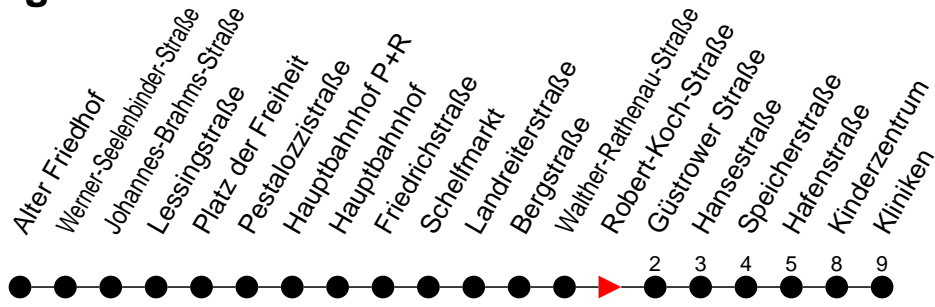 Alter Friedhof
Werner-Seelenbinder-Straße
Johannes-Brahms-Straße
Lessingstraße
Platz der Freiheit
Pestalozzistraße
Hauptbahnhof P+R
Hauptbahnhof
Friedrichstraße
Schelfmarkt
Landreiterstraße
Bergstraße
Walther-Rathenau-Straße
Robert-Koch-Straße
Güstrower Straße
Hansestraße
Speicherstraße
Hafenstraße
Kinderzentrum
Kliniken
2 3 4 5 8 9